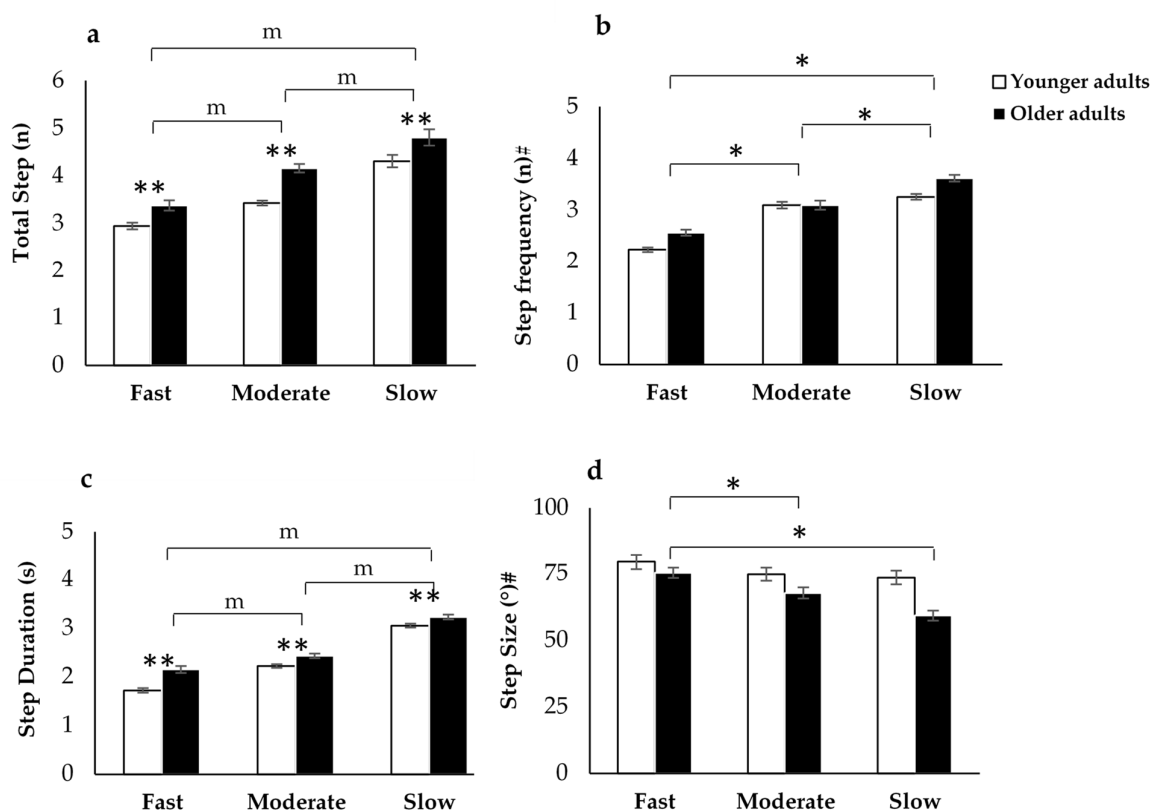 a
m
m
m
6
5
4
3
2
1
0
Total Step (n)
**
**
**
Fast Moderate Slow
b
*
*
*
Younger adults
Older adults
5
4
3
2
1
0
Step frequency (n)#
Fast Moderate Slow
c
m
m
m
5
4
3
2
1
0
Step Duration (s)
**
**
**
Fast Moderate Slow
d
*
*
100
75
50
25
0
Step Size (°)#
Fast Moderate Slow